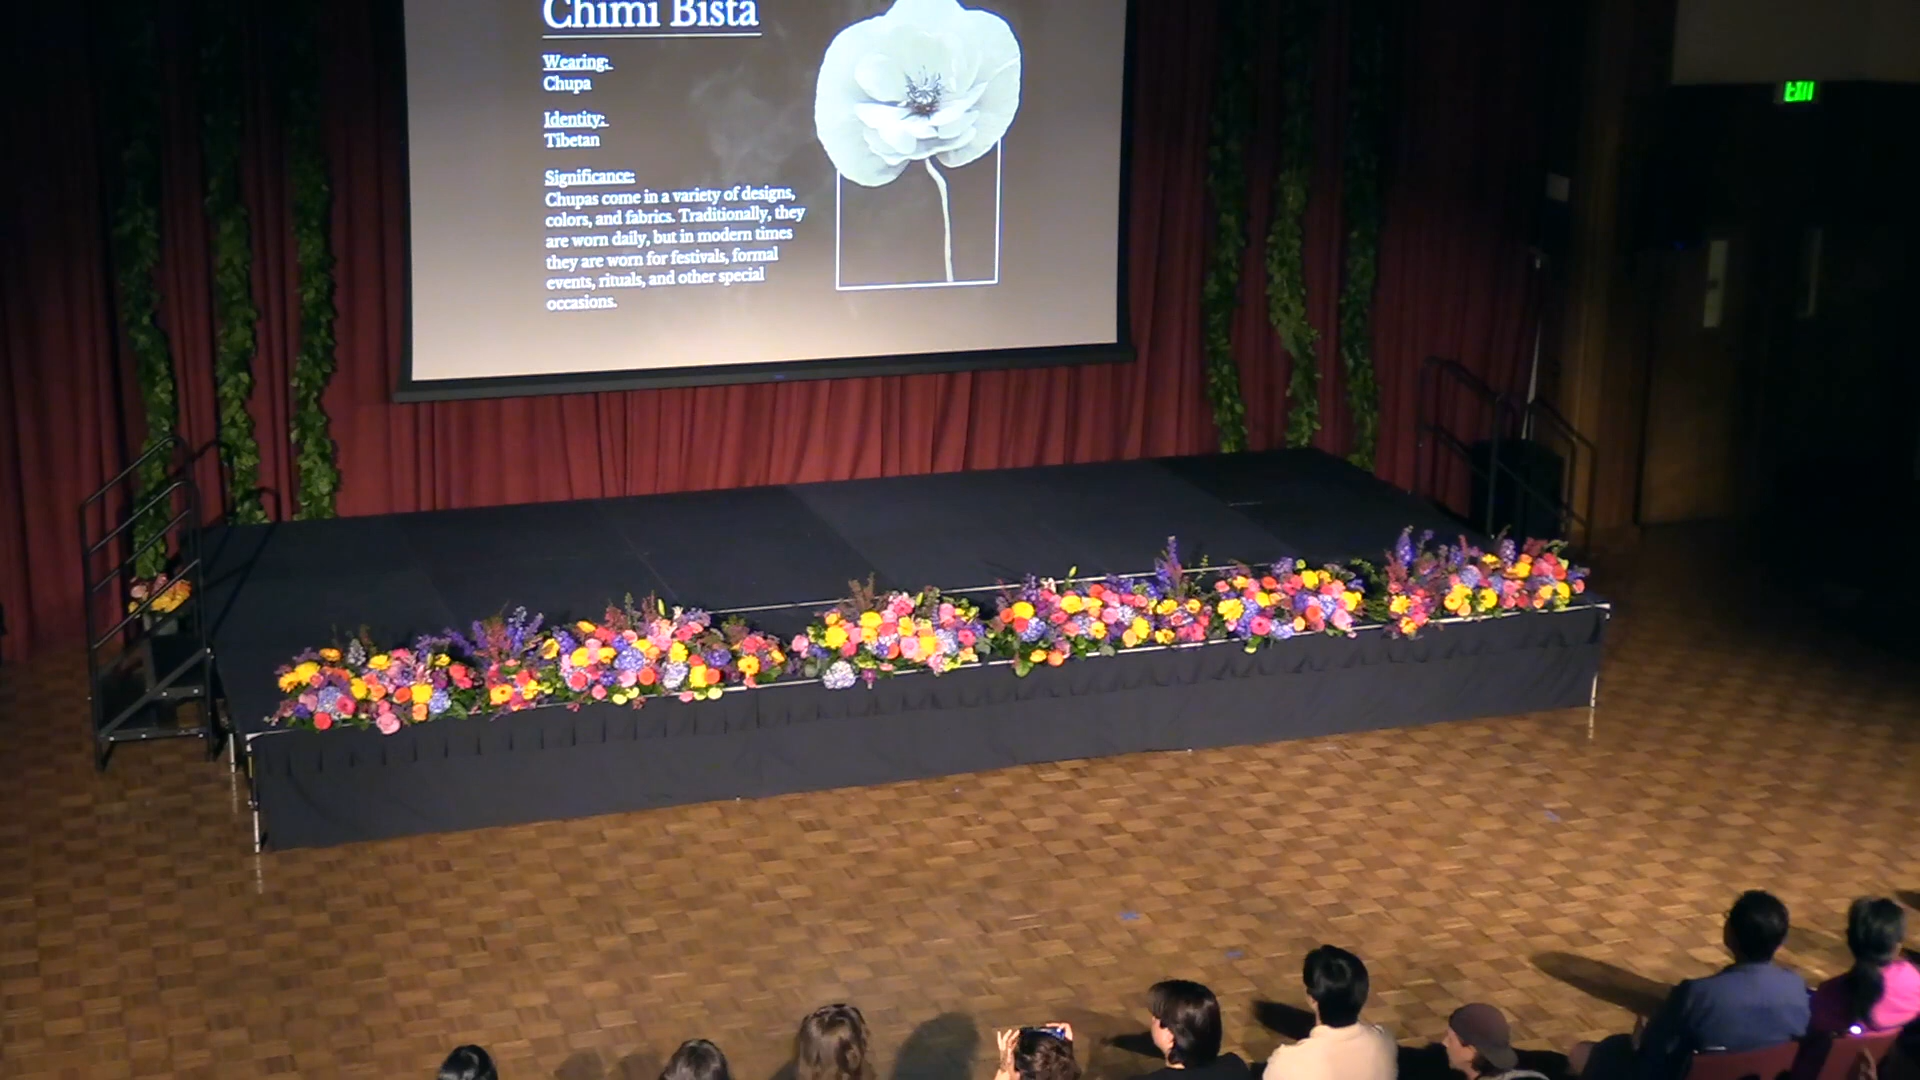 Chimi Bista
Wearing:
Chupa
Identity:
Tibetan
Significance:
Chupas come in a variety of designs,
colors, and fabrics. Traditionally, they
are worn daily, but in modern times
they are worn for festivals, formal
events, rituals, and other special
occasions.
EXIT